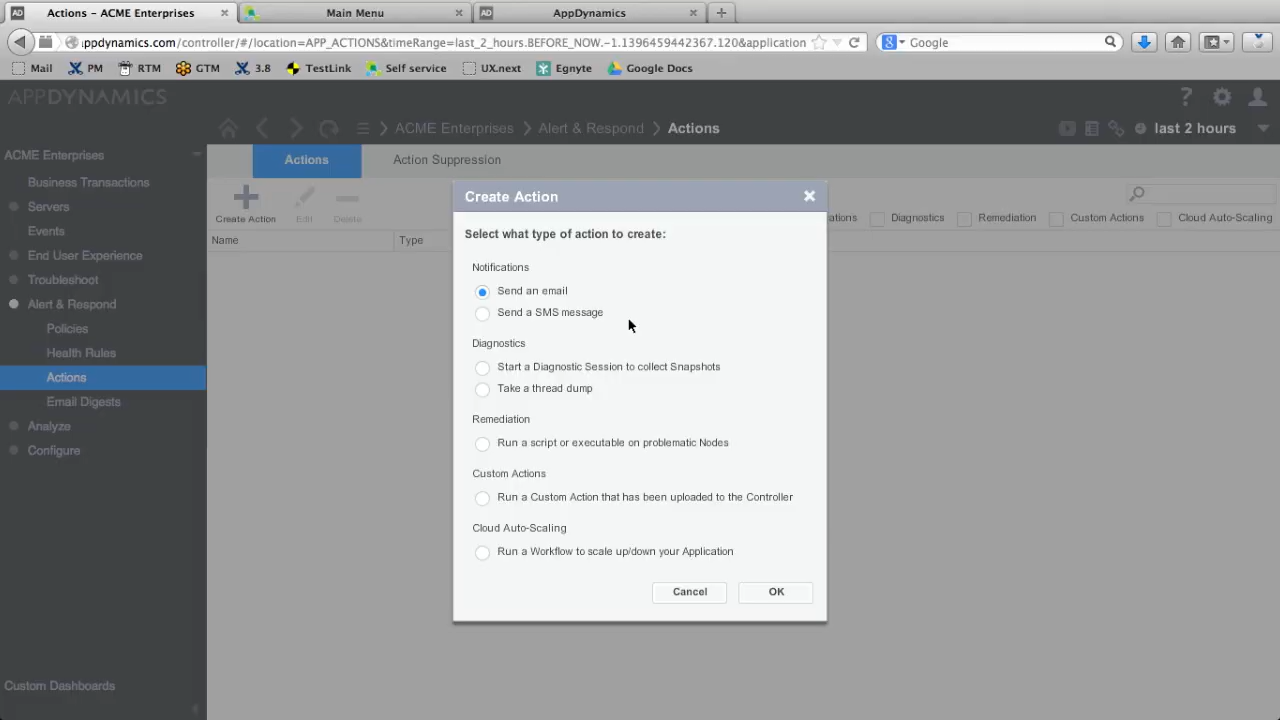 Actions - ACME Enterprises
Main Menu
AppDynamics
appdynamics.com/controller/#/location=APP_ACTIONS&timeRange=last_2_hours.BEFORE_NOW.-1.1396459442367.120&application
Google
Mail
PM
RTM
GTM
3.8
TestLink
Self service
UX.next
Egnyte
Google Docs
APPDYNAMICS
ACME Enterprises
Alert & Respond
Actions
last 2 hours
ACME Enterprises
Business Transactions
Servers
Events
End User Experience
Troubleshoot
Alert & Respond
Policies
Health Rules
Actions
Email Digests
Analyze
Configure
Custom Dashboards
Actions
Action Suppression
Create Action
Edit
Delete
ations
Diagnostics
Remediation
Custom Actions
Cloud Auto-Scaling
Name
Type
Create Action
Select what type of action to create:
Notifications
Send an email
Send a SMS message
Diagnostics
Start a Diagnostic Session to collect Snapshots
Take a thread dump
Remediation
Run a script or executable on problematic Nodes
Custom Actions
Run a Custom Action that has been uploaded to the Controller
Cloud Auto-Scaling
Run a Workflow to scale up/down your Application
Cancel
OK